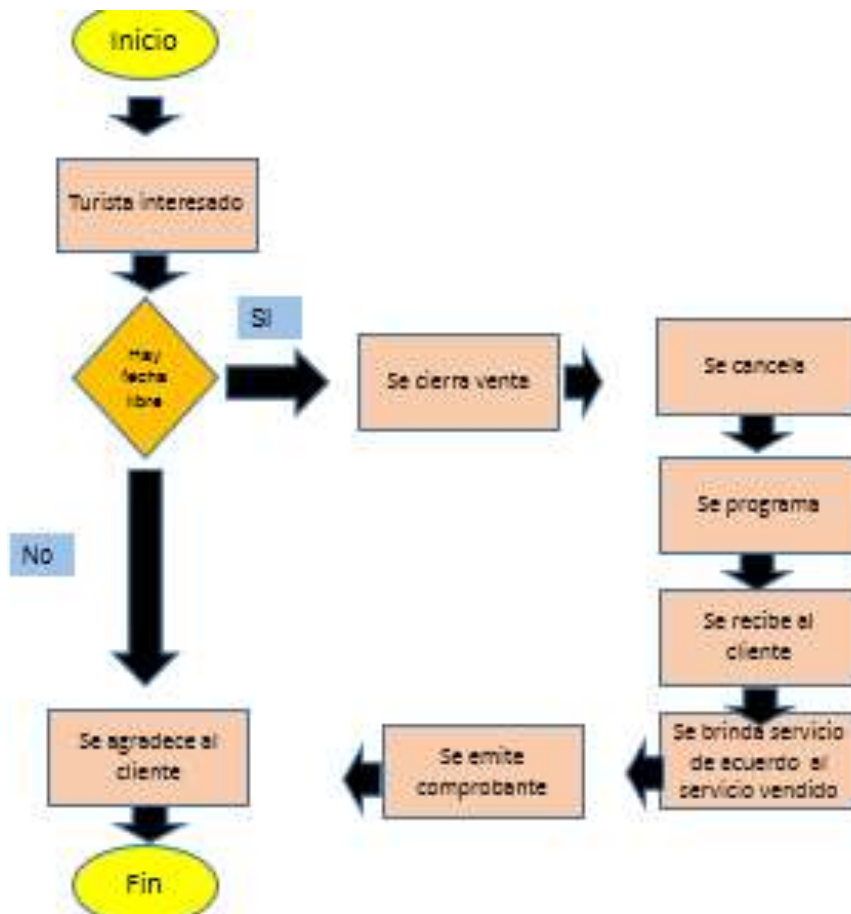 Inicio
Turista interesado
Hay
fecha
libre
SI
Se cierra venta
Se cancela
Se programa
Se recibe al
cliente
Se brinda servicio
de acuerdo al
servicio vendido
Se emite
comprobante
No
Se agradece al
cliente
Fin